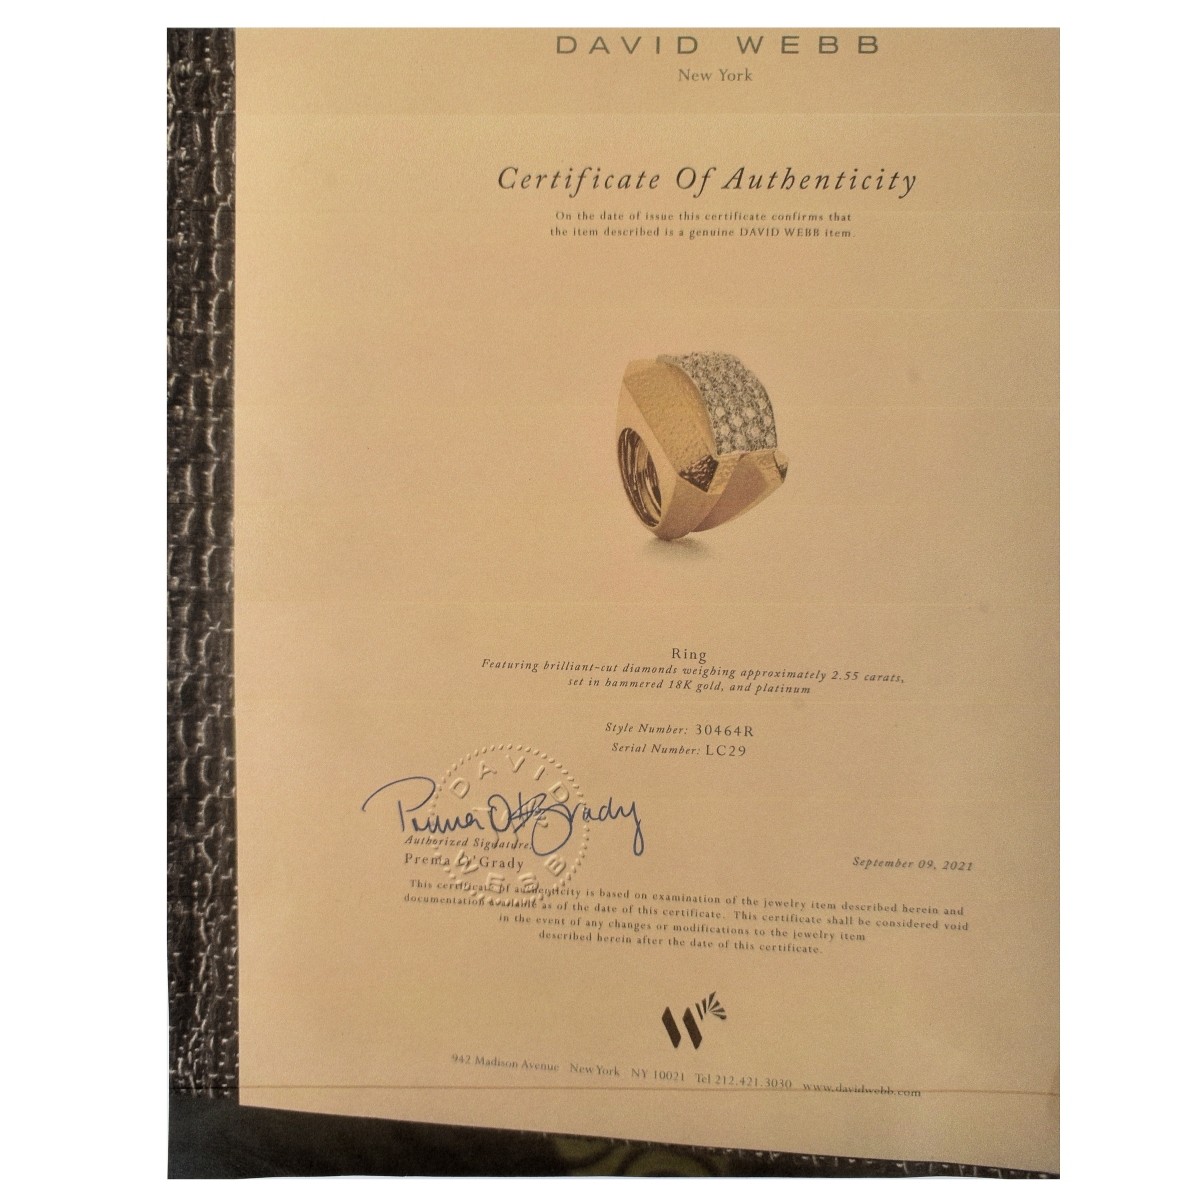 DAVID WEBB
New York
Certificate Of Authenticity
On the date of issue this certificate confirms that
the item described is a genuine DAVID WEBB item.
Ring
Featuring brilliant-cut diamonds weighing approximately 2.55 carats,
set in hammered 18K gold, and platinum
Style Number: 30464R
Serial Number: LC29
DAVID
WEBB
Prema O'Grady
Authorized Signature:
Prema O'Grady
September 09, 2021
This certificate of authenticity is based on examination of the jewelry item described herein and
documentation available as of the date of this certificate. This certificate shall be considered void
in the event of any changes or modifications to the jewelry item
described herein after the date of this certificate.
W
942 Madison Avenue New York NY 10021 Tel 212.421.3030 www.davidwebb.com